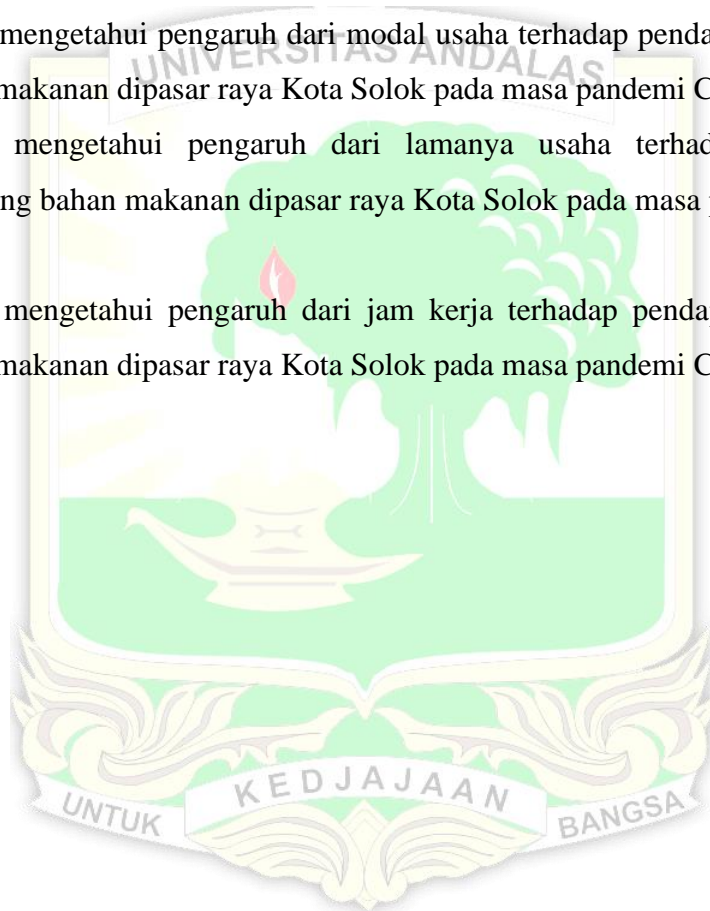 mengetahui pengaruh dari modal usaha terhadap penda
UNIVERSITAS ANDALAS
makanan dipasar raya Kota Solok pada masa pandemi C
mengetahui pengaruh dari lamanya usaha terhad
ng bahan makanan dipasar raya Kota Solok pada masa
mengetahui pengaruh dari jam kerja terhadap penda
makanan dipasar raya Kota Solok pada masa pandemi C
UNTUK KEDJAJAAN BANGSA